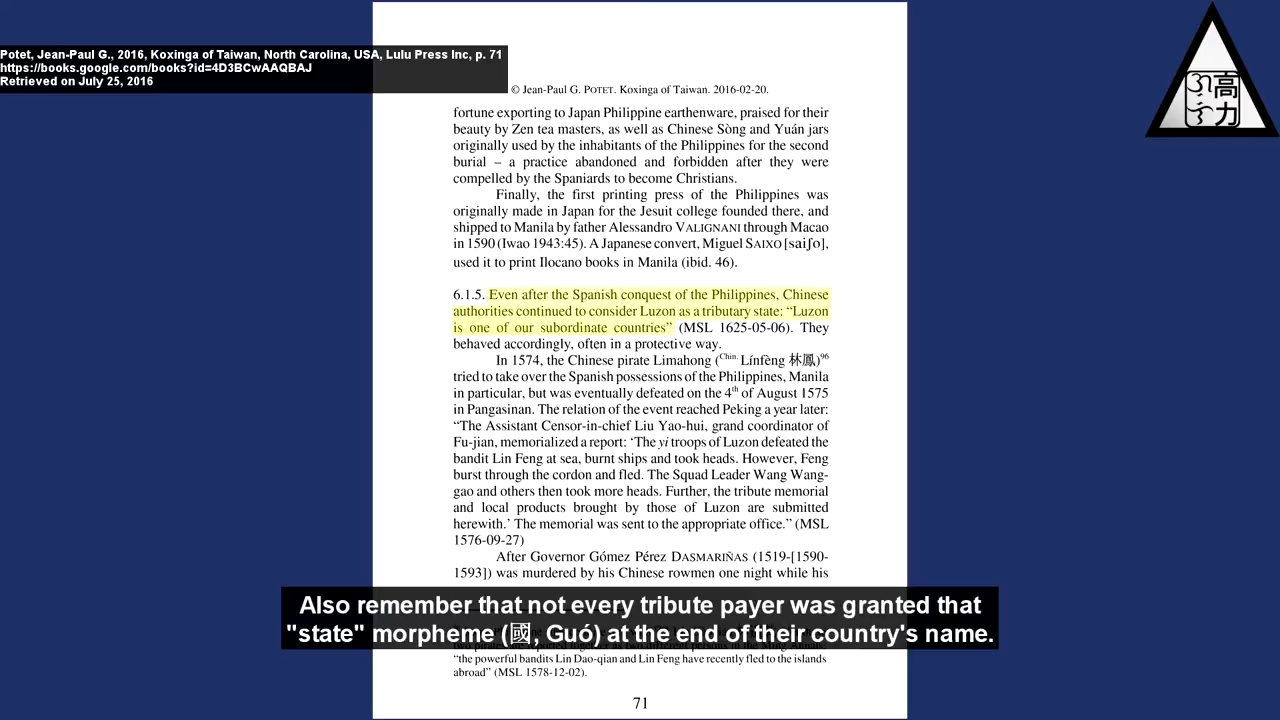 Potet, Jean-Paul G., 2016, Koxinga of Taiwan, North Carolina, USA, Lulu Press Inc, p. 71
https://books.google.com/books?id=4D3BCwAAQBAJ
Retrieved on July 25, 2016
高
力
© Jean-Paul G. POTET. Koxinga of Taiwan. 2016-02-20.
fortune exporting to Japan Philippine earthenware, praised for their
beauty by Zen tea masters, as well as Chinese Sòng and Yuán jars
originally used by the inhabitants of the Philippines for the second
burial – a practice abandoned and forbidden after they were
compelled by the Spaniards to become Christians.
Finally, the first printing press of the Philippines was
originally made in Japan for the Jesuit college founded there, and
shipped to Manila by father Alessandro VALIGNANI through Macao
in 1590 (Iwao 1943:45). A Japanese convert, Miguel SAIXO [saiʃo],
used it to print Ilocano books in Manila (ibid. 46).
6.1.5. Even after the Spanish conquest of the Philippines, Chinese
authorities continued to consider Luzon as a tributary state: “Luzon
is one of our subordinate countries” (MSL 1625-05-06). They
behaved accordingly, often in a protective way.
In 1574, the Chinese pirate Limahong (Chin. Línfèng 林鳳)96
tried to take over the Spanish possessions of the Philippines, Manila
in particular, but was eventually defeated on the 4th of August 1575
in Pangasinan. The relation of the event reached Peking a year later:
“The Assistant Censor-in-chief Liu Yao-hui, grand coordinator of
Fu-jian, memorialized a report: ‘The yi troops of Luzon defeated the
bandit Lin Feng at sea, burnt ships and took heads. However, Feng
burst through the cordon and fled. The Squad Leader Wang Wang-
gao and others then took more heads. Further, the tribute memorial
and local products brought by those of Luzon are submitted
herewith.’ The memorial was sent to the appropriate office.” (MSL
1576-09-27)
After Governor Gómez Pérez DASMARIÑAS (1519-[1590-
1593]) was murdered by his Chinese rowmen one night while his
Also remember that not every tribute payer was granted that
"state" morpheme (國, Guó) at the end of their country's name.
“the powerful bandits Lin Dao-qian and Lin Feng have recently fled to the islands
abroad” (MSL 1578-12-02).
71